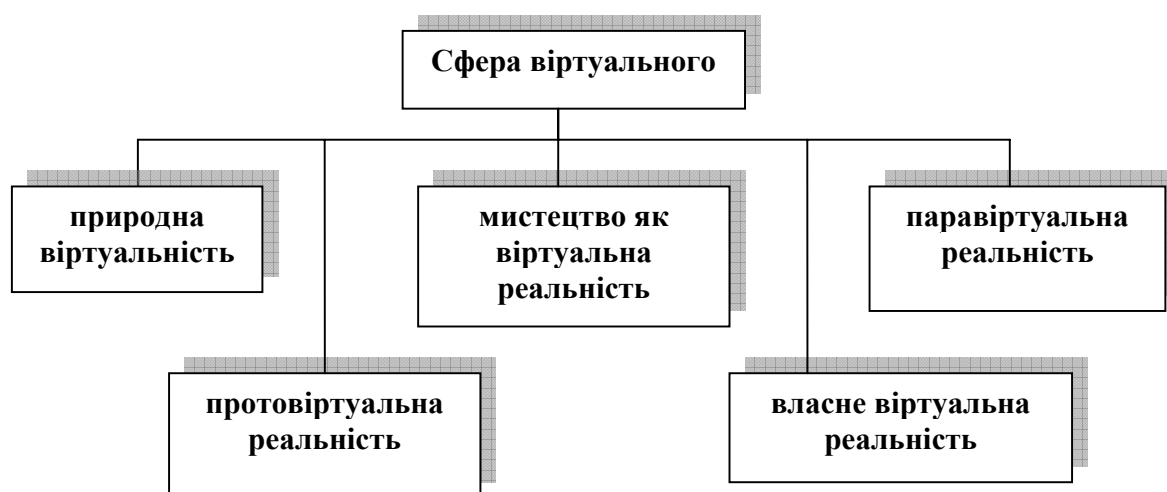 Сфера віртуального
природна
віртуальність
мистецтво як
віртуальна
реальність
паравіртуальна
реальність
протовіртуальна
реальність
власне віртуальна
реальність